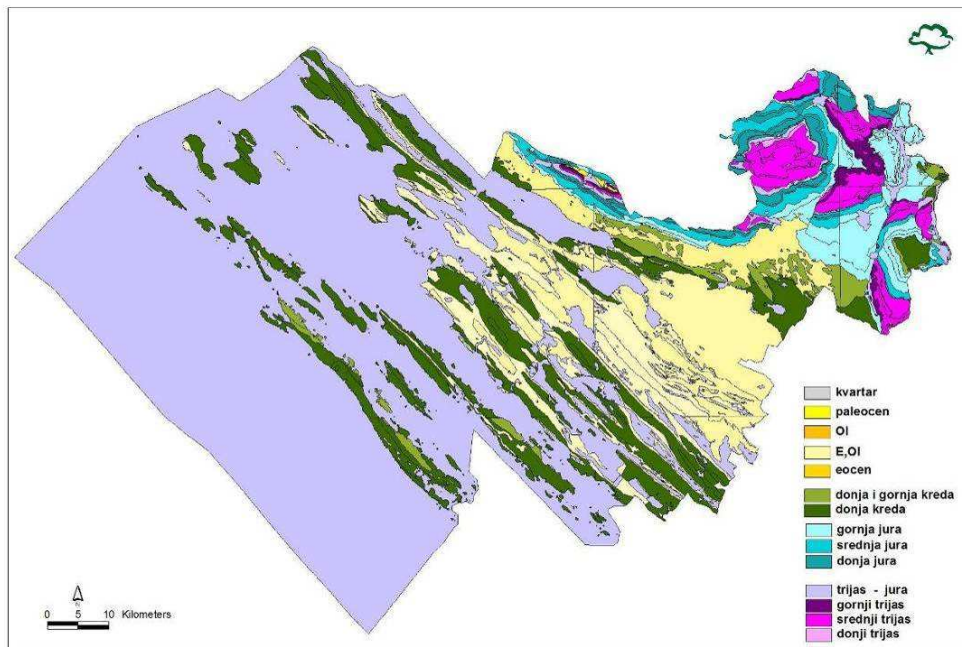 kvartar
paleocen
Ol
E,Ol
eocen
donja i gornja kreda
donja kreda
gornja jura
srednja jura
donja jura
trijas - jura
gornji trijas
srednji trijas
donji trijas
N
0 5 10 Kilometers